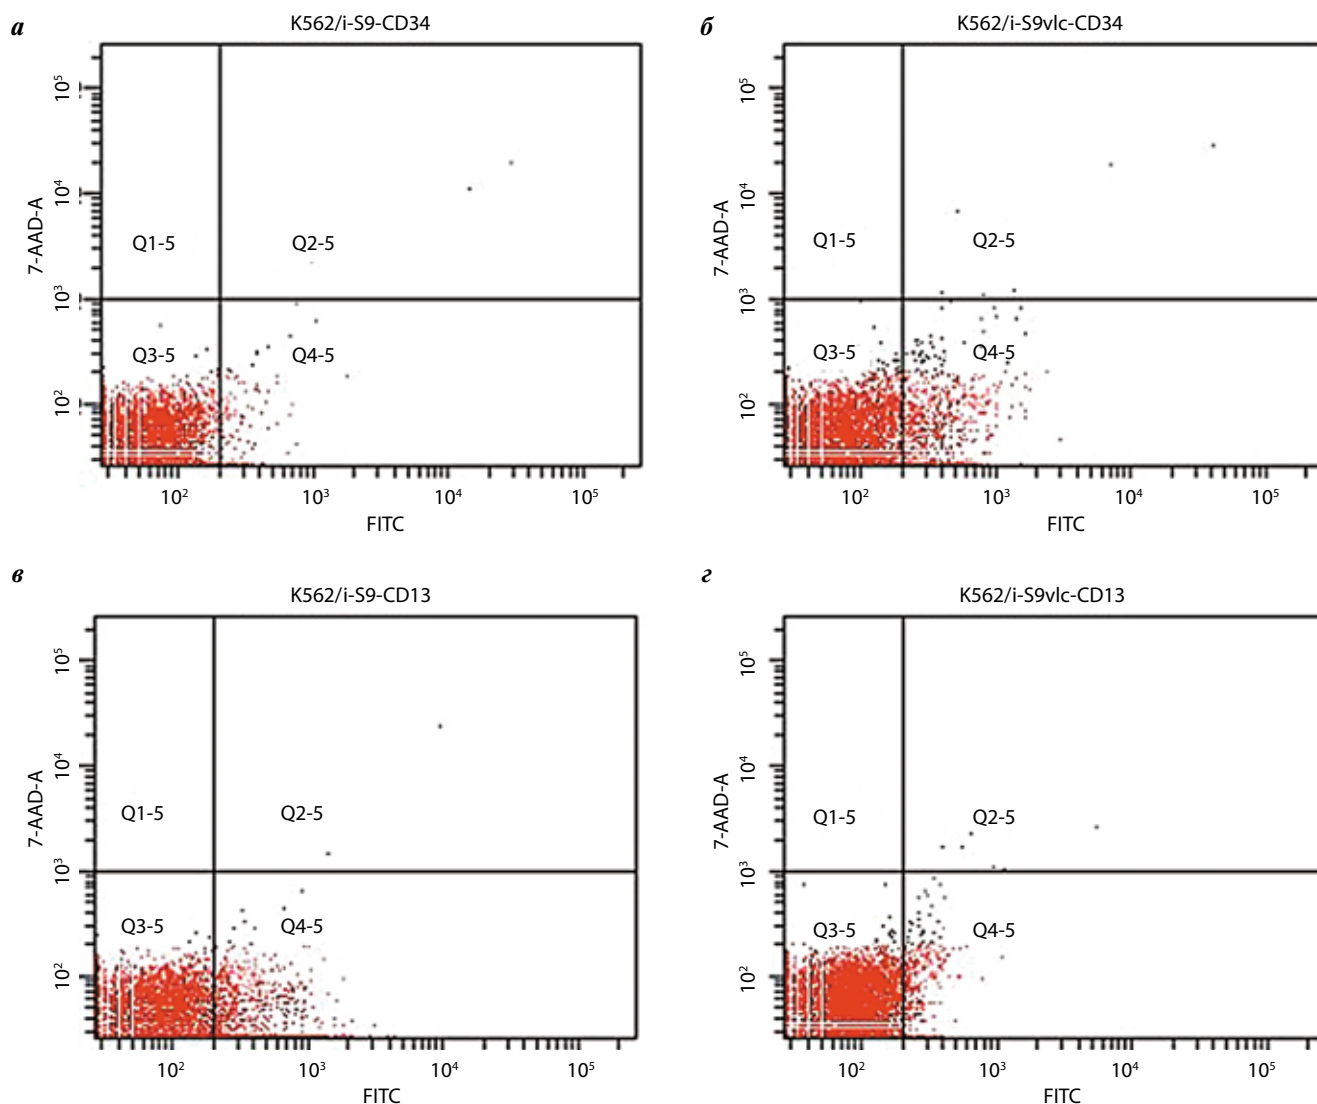 а
K562/i-S9-CD34
7-AAD-A
10⁵
10⁴
10³
10²
Q1-5
Q2-5
Q3-5
Q4-5
10²
10³
10⁴
10⁵
FITC
б
K562/i-S9vlc-CD34
7-AAD-A
10⁵
10⁴
10³
10²
Q1-5
Q2-5
Q3-5
Q4-5
10²
10³
10⁴
10⁵
FITC
в
K562/i-S9-CD13
7-AAD-A
10⁵
10⁴
10³
10²
Q1-5
Q2-5
Q3-5
Q4-5
10²
10³
10⁴
10⁵
FITC
г
K562/i-S9vlc-CD13
7-AAD-A
10⁵
10⁴
10³
10²
Q1-5
Q2-5
Q3-5
Q4-5
10²
10³
10⁴
10⁵
FITC